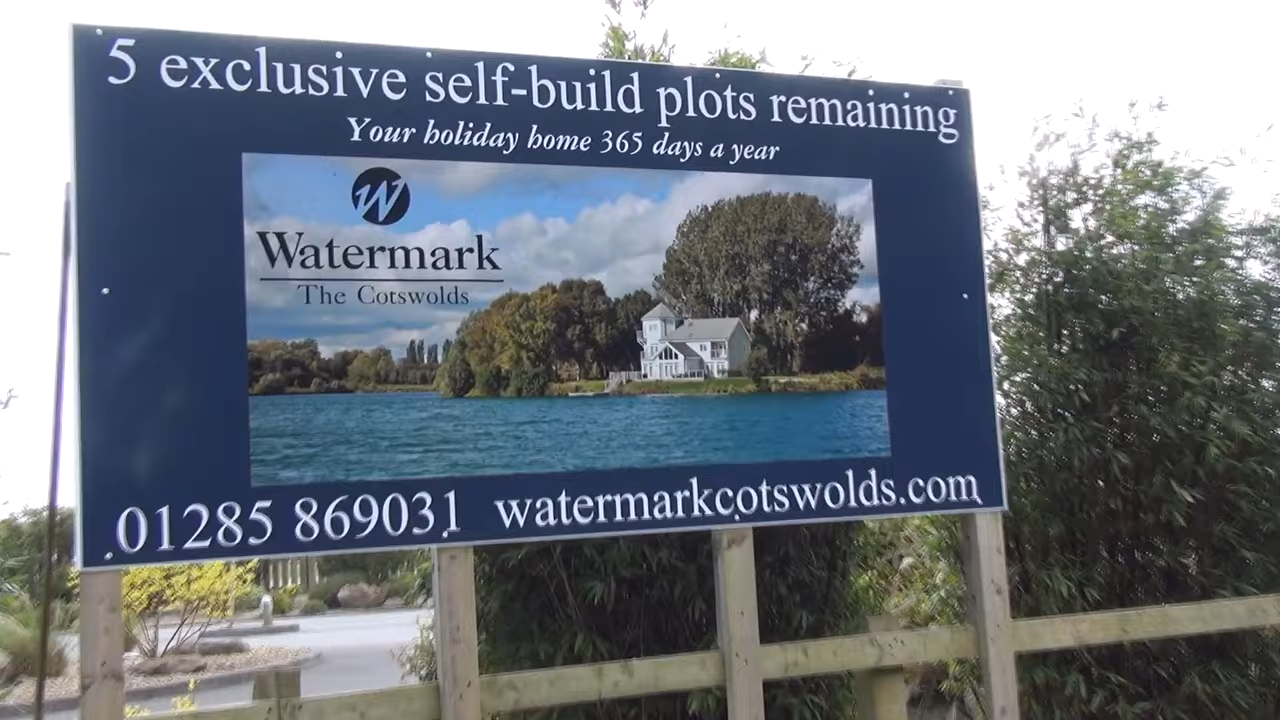 5 exclusive self-build plots remaining
Your holiday home 365 days a year
W
Watermark
The Cotswolds
01285 869031 watermarkcotswolds.com